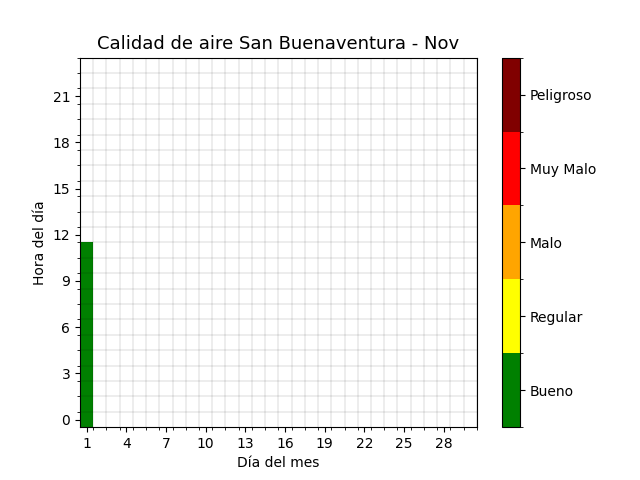 Calidad de aire San Buenaventura - Nov
Hora del día
21
18
15
12
9
6
3
0
1 4 7 10 13 16 19 22 25 28
Día del mes
Peligroso
Muy Malo
Malo
Regular
Bueno